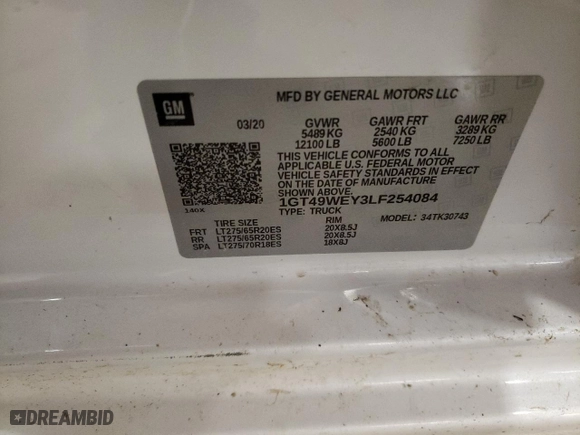 GM
MFD BY GENERAL MOTORS LLC
03/20 GVWR GAWR FRT GAWR RR
5489 KG 2540 KG 3289 KG
12100 LB 5600 LB 7250 LB
THIS VEHICLE CONFORMS TO ALL
APPLICABLE U.S. FEDERAL MOTOR
VEHICLE SAFETY STANDARDS IN EFFECT
ON THE DATE OF MANUFACTURE
SHOWN ABOVE.
1GT49WEY3LF254084
TYPE: TRUCK MODEL: 34TK30743
140X
TIRE SIZE RIM
FRT LT275/65R20ES 20X8.5J
RR LT275/65R20ES 20X8.5J
SPA LT275/70R18ES 18X8J
DREAMBID